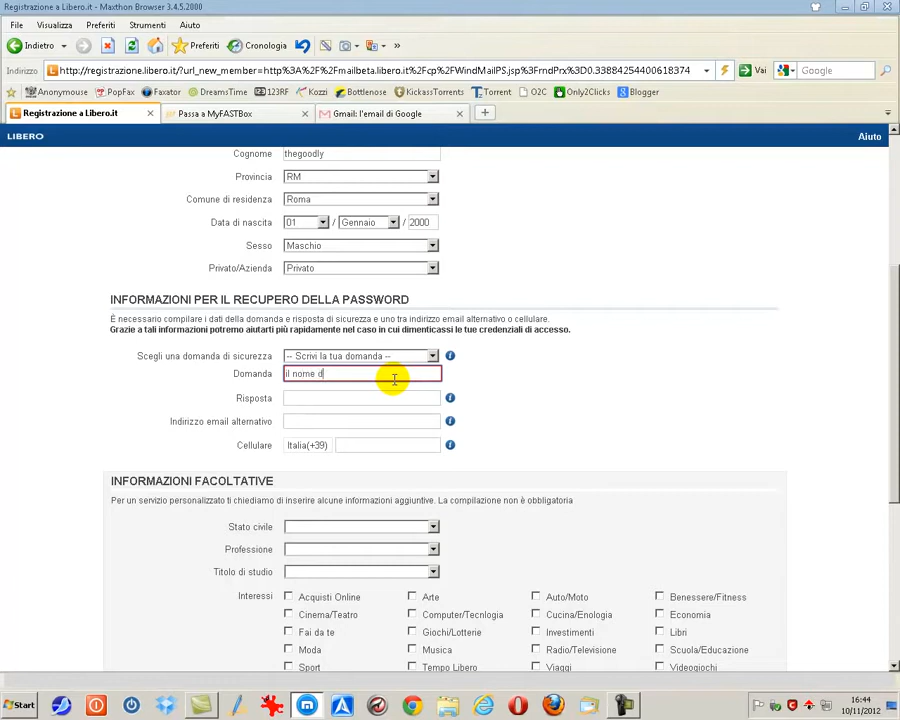 Registrazione a Libero.it - Maxthon Browser 3.4.5.2000
File Visualizza Preferiti Strumenti Aiuto
Indietro Preferiti Cronologia »
Indirizzo http://registrazione.libero.it/?url_new_member=http%3A%2F%2Fmailbeta.libero.it%2Fcp%2FWindMailPS.jsp%3FrndPrx%3D0.33884254400618374 Vai Google
Anonymouse PopFax Faxator DreamsTime 123RF Kozzi Bottlenose KickassTorrents Torrent O2C Only2Clicks Blogger
Registrazione a Libero.it Passa a MyFASTBox Gmail: l'email di Google
LIBERO Aiuto
Cognome thegoodly
Provincia RM
Comune di residenza Roma
Data di nascita 01 / Gennaio / 2000
Sesso Maschio
Privato/Azienda Privato
INFORMAZIONI PER IL RECUPERO DELLA PASSWORD
È necessario compilare i dati della domanda e risposta di sicurezza e uno tra indirizzo email alternativo o cellulare.
Grazie a tali informazioni potremo aiutarti più rapidamente nel caso in cui dimenticassi le tue credenziali di accesso.
Scegli una domanda di sicurezza -- Scrivi la tua domanda --
Domanda il nome d
Risposta
Indirizzo email alternativo
Cellulare Italia(+39)
INFORMAZIONI FACOLTATIVE
Per un servizio personalizzato ti chiediamo di inserire alcune informazioni aggiuntive. La compilazione non è obbligatoria
Stato civile
Professione
Titolo di studio
Interessi Acquisti Online Arte Auto/Moto Benessere/Fitness
Cinema/Teatro Computer/Tecnlogia Cucina/Enologia Economia
Fai da te Giochi/Lotterie Investimenti Libri
Moda Musica Radio/Televisione Scuola/Educazione
Sport Tempo Libero Viaggi Videogiochi
Start 16:44
10/11/2012